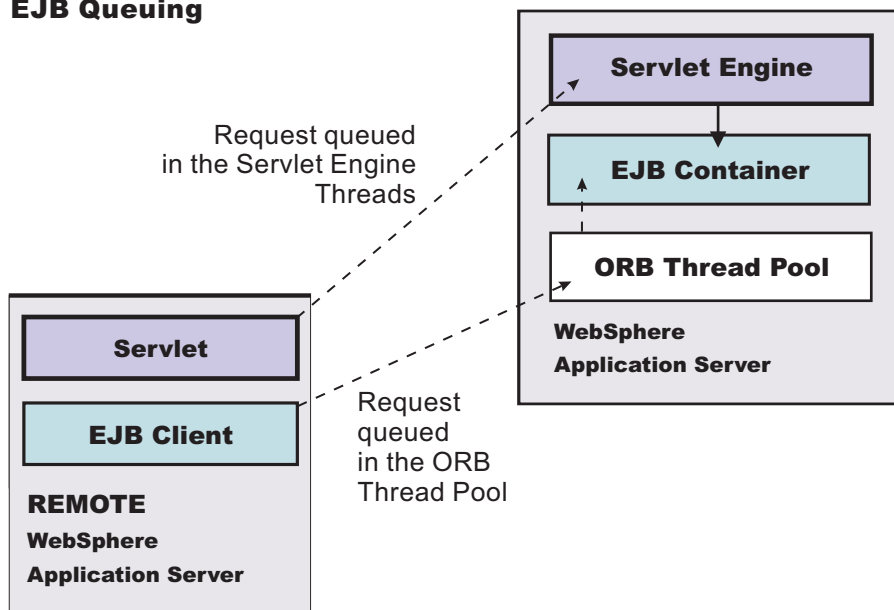 EJB Queuing
Servlet Engine
Request queued
in the Servlet Engine
Threads
EJB Container
ORB Thread Pool
WebSphere
Application Server
Servlet
EJB Client
Request
queued
in the ORB
Thread Pool
REMOTE
WebSphere
Application Server